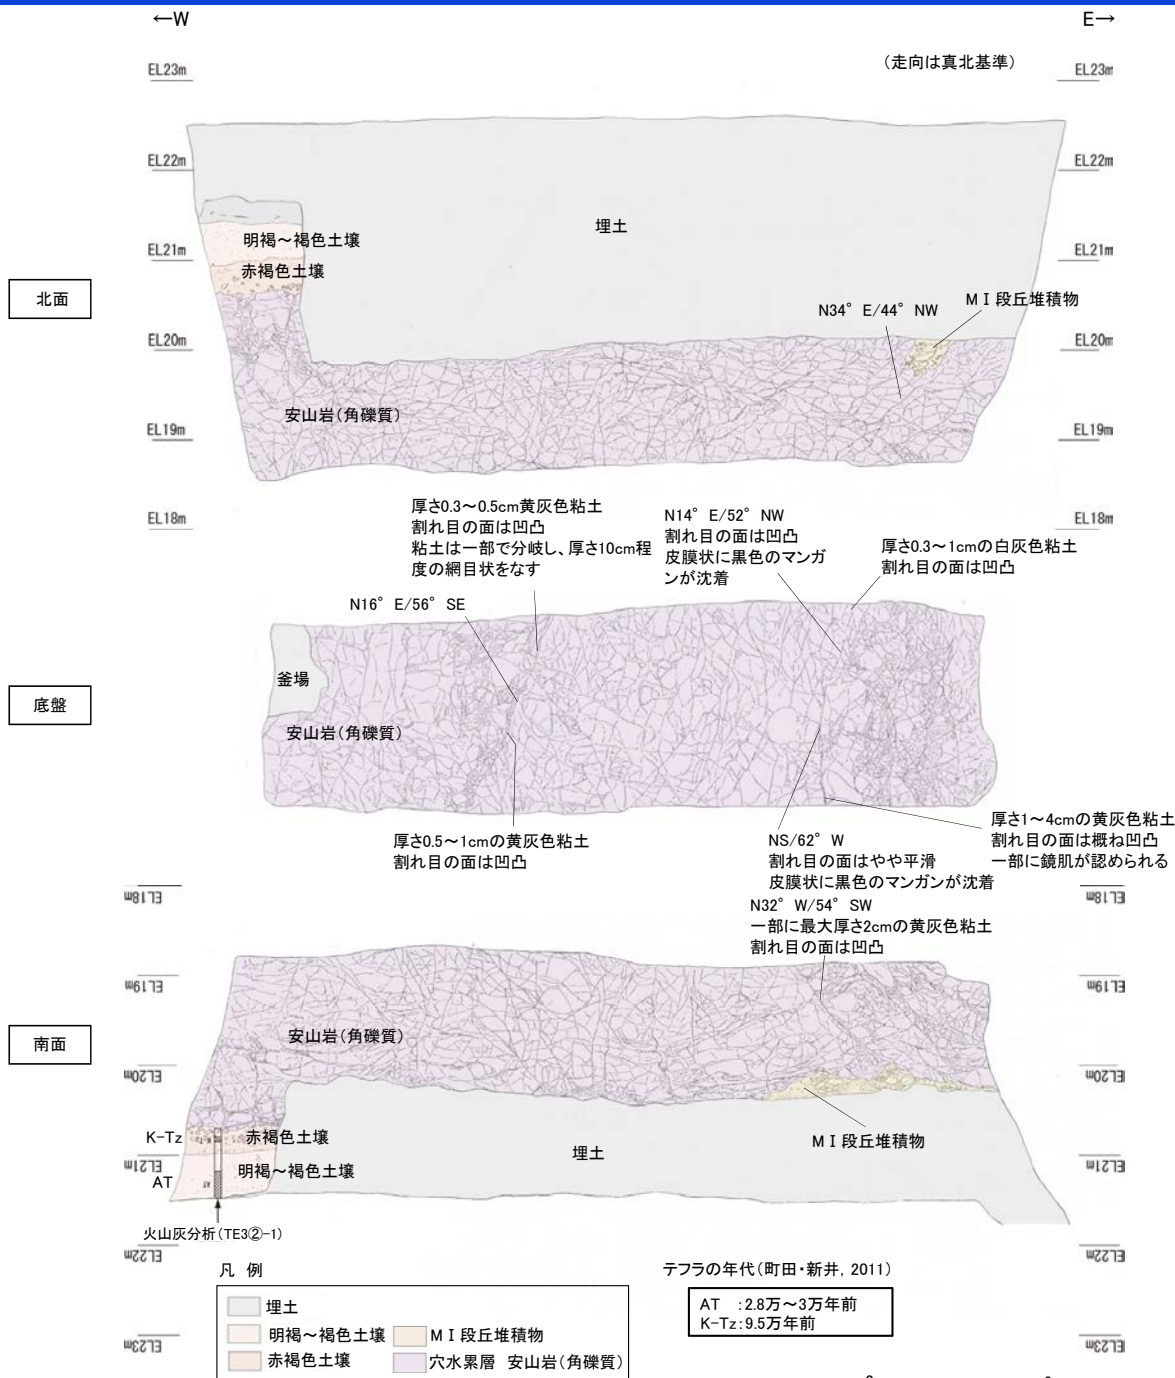 ←W
E→
(走向は真北基準)
EL23m
EL23m
EL22m
EL22m
EL21m
EL21m
EL20m
EL20m
EL19m
EL19m
EL18m
EL18m
北面
埋土
明褐～褐色土壌
赤褐色土壌
N34° E/44° NW
MⅠ段丘堆積物
安山岩(角礫質)
厚さ0.3～0.5cm黄灰色粘土
割れ目の面は凹凸
粘土は一部で分岐し、厚さ10cm程
度の網目状をなす
N14° E/52° NW
割れ目の面は凹凸
皮膜状に黒色のマンガ
ンが沈着
厚さ0.3～1cmの白灰色粘土
割れ目の面は凹凸
N16° E/56° SE
底盤
釜場
安山岩(角礫質)
厚さ0.5～1cmの黄灰色粘土
割れ目の面は凹凸
NS/62° W
割れ目の面はやや平滑
皮膜状に黒色のマンガンが沈着
厚さ1～4cmの黄灰色粘土
割れ目の面は概ね凹凸
一部に鏡肌が認められる
N32° W/54° SW
一部に最大厚さ2cmの黄灰色粘土
割れ目の面は凹凸
EL18m
EL18m
EL19m
EL19m
南面
安山岩(角礫質)
EL20m
EL20m
MⅠ段丘堆積物
K-Tz
K-Tz
赤褐色土壌
埋土
EL21m
EL21m
AT
AT
明褐～褐色土壌
火山灰分析(TE3②-1)
EL22m
EL22m
EL23m
EL23m
凡 例
埋土
明褐～褐色土壌
MⅠ段丘堆積物
赤褐色土壌
穴水累層 安山岩(角礫質)
テフラの年代(町田・新井, 2011)
AT :2.8万～3万年前
K-Tz:9.5万年前